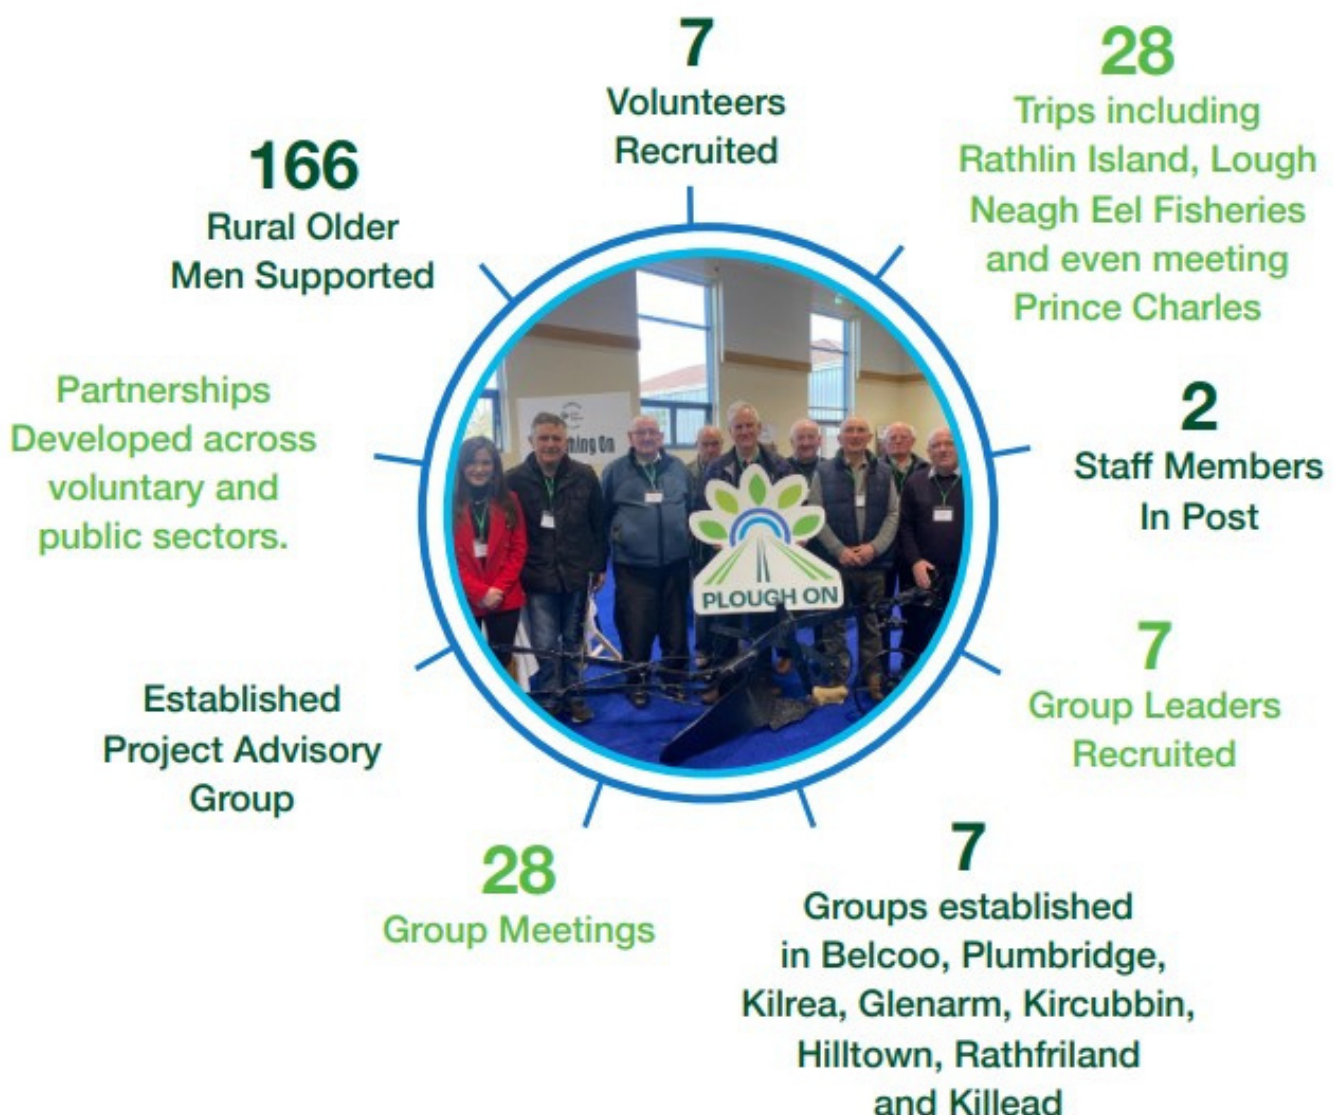 7
Volunteers
Recruited
28
Trips including
Rathlin Island, Lough
Neagh Eel Fisheries
and even meeting
Prince Charles
2
Staff Members
In Post
7
Group Leaders
Recruited
7
Groups established
in Belcoo, Plumbridge,
Kilrea, Glenarm, Kircubbin,
Hilltown, Rathfriland
and Killead
28
Group Meetings
Established
Project Advisory
Group
Partnerships
Developed across
voluntary and
public sectors.
166
Rural Older
Men Supported
ming On
PLOUGH ON